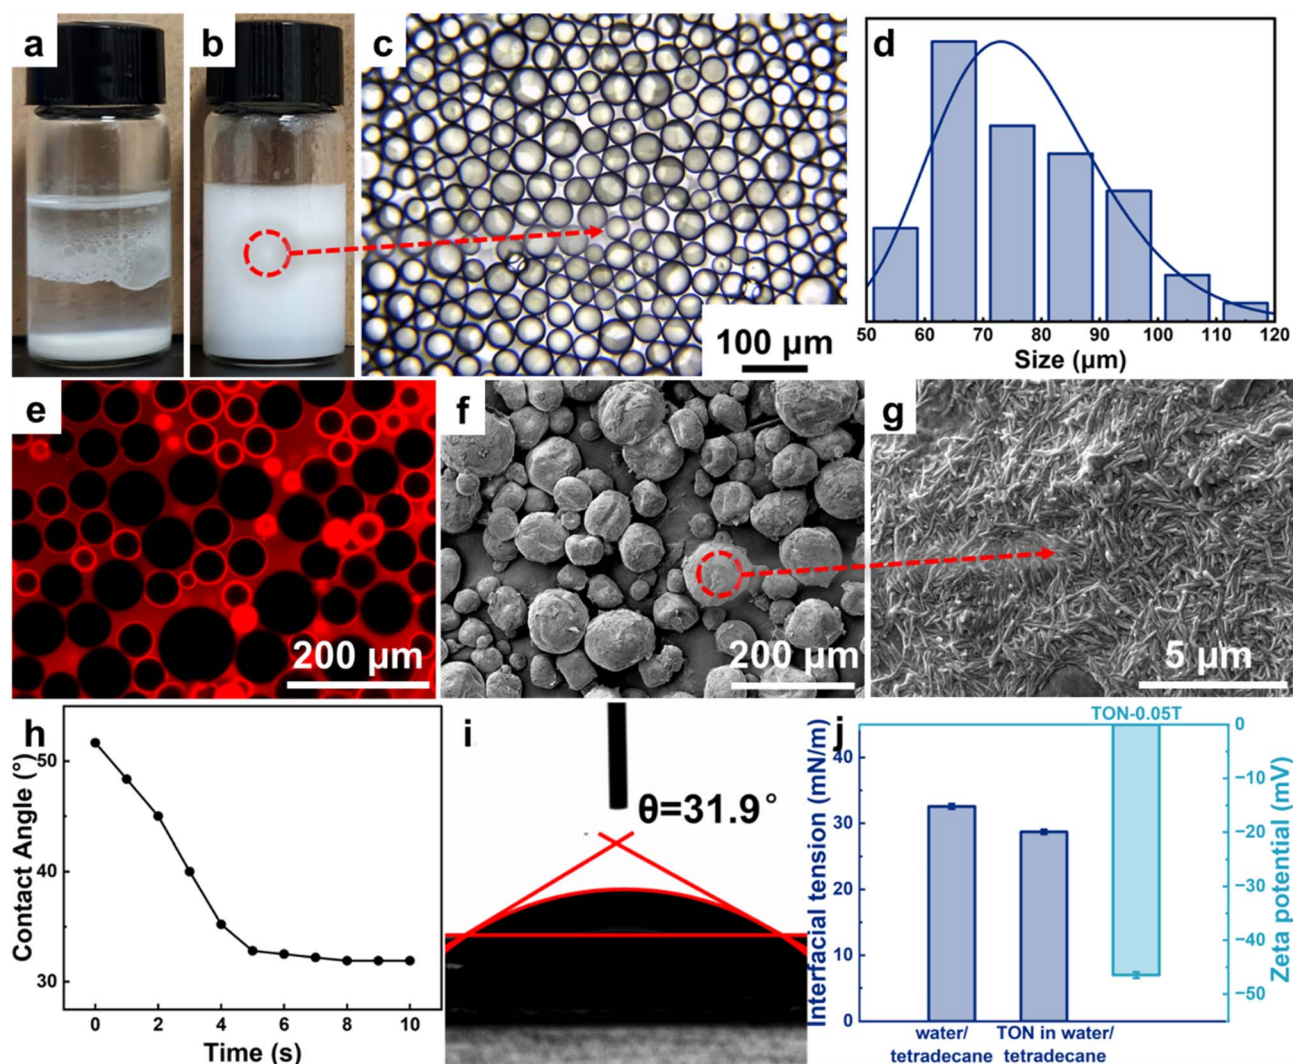 a
b
c
100 µm
d
50 60 70 80 90 100 110 120
Size (µm)
e
200 µm
f
200 µm
g
5 µm
h
50
40
30
0 2 4 6 8 10
Contact Angle (°)
Time (s)
i
θ=31.9°
j
TON-0.05T
Interfacial tension (mN/m)
40
30
20
10
0
water/
tetradecane
TON in water/
tetradecane
0
−10
−20
−30
−40
−50
Zeta potential (mV)